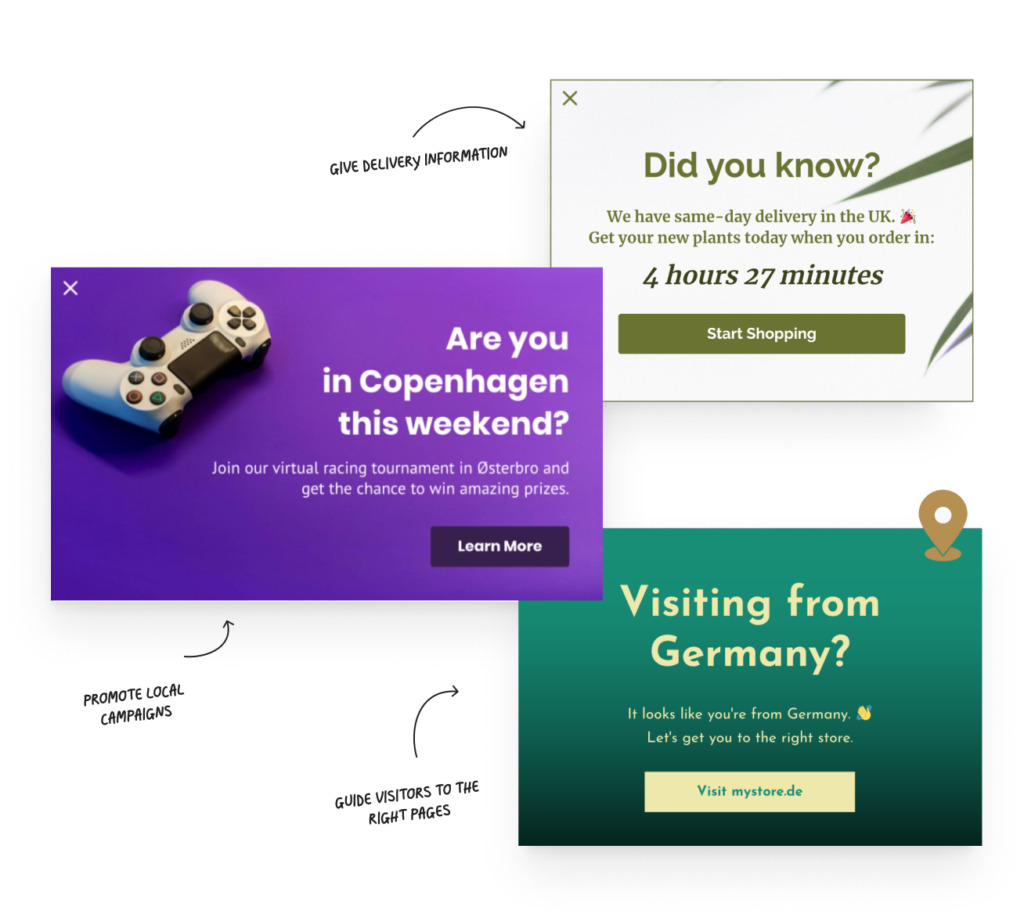 GIVE DELIVERY INFORMATION
Did you know?
We have same-day delivery in the UK. 🎉
Get your new plants today when you order in:
4 hours 27 minutes
Start Shopping
Are you
in Copenhagen
this weekend?
Join our virtual racing tournament in Østerbro and
get the chance to win amazing prizes.
Learn More
PROMOTE LOCAL
CAMPAIGNS
Visiting from
Germany?
It looks like you're from Germany. 👋
Let's get you to the right store.
Visit mystore.de
GUIDE VISITORS TO THE
RIGHT PAGES